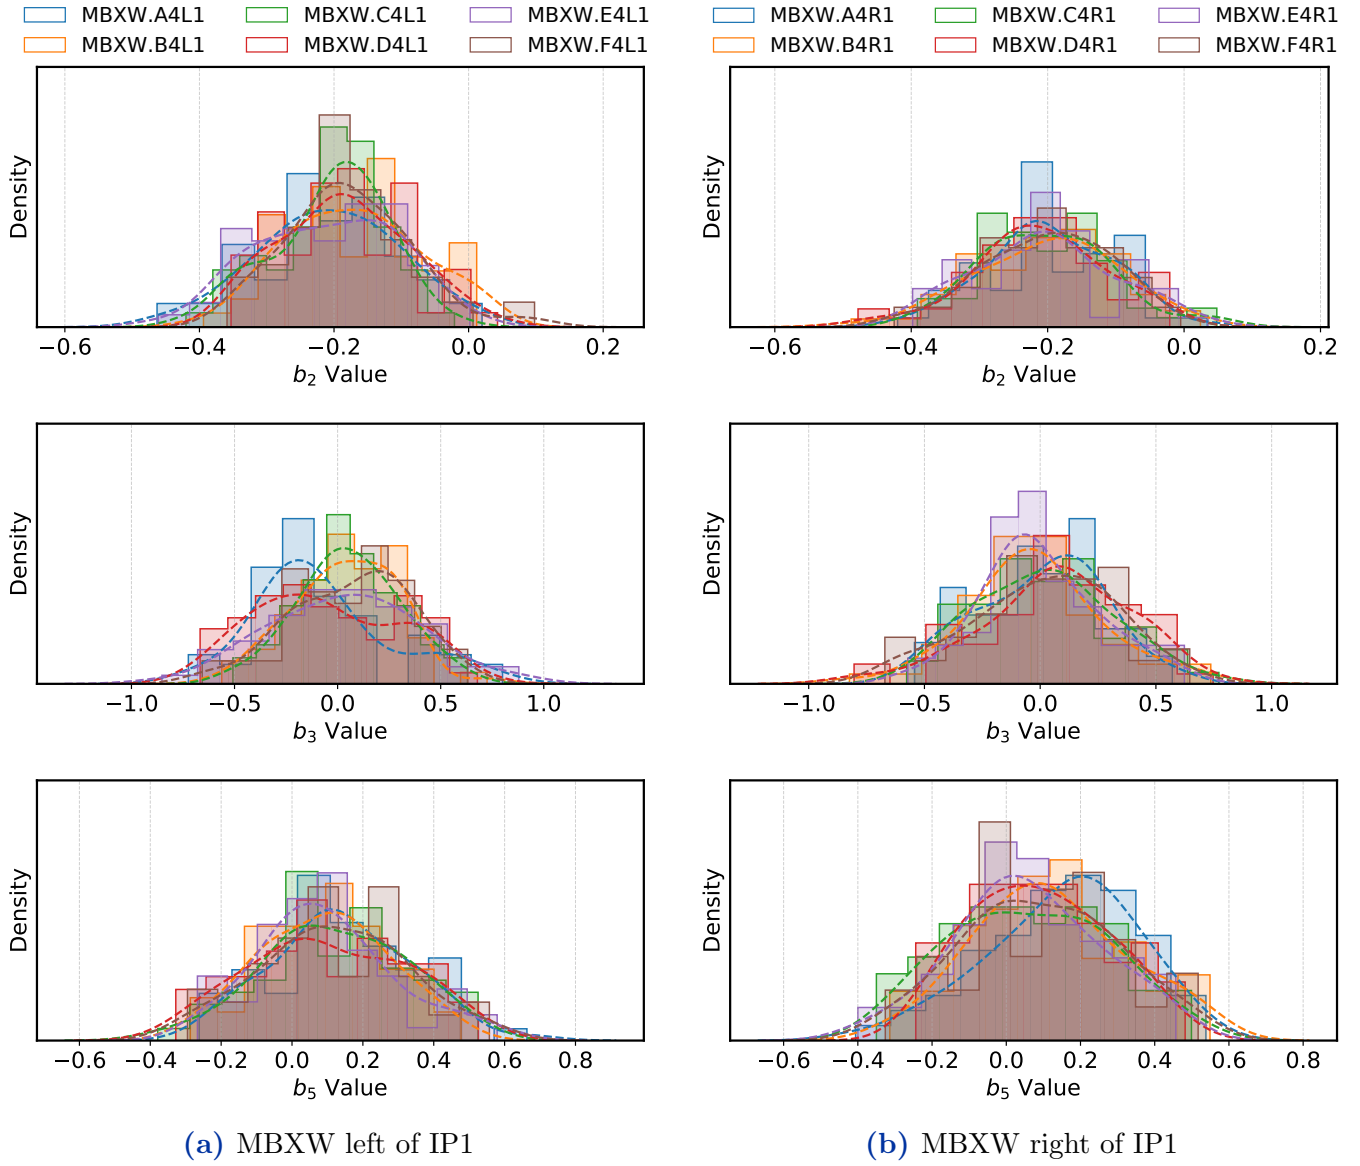 MBXW.A4L1 MBXW.C4L1 MBXW.E4L1
MBXW.B4L1 MBXW.D4L1 MBXW.F4L1
Density
−0.6 −0.4 −0.2 0.0 0.2
b2 Value
Density
−1.0 −0.5 0.0 0.5 1.0
b3 Value
Density
−0.6 −0.4 −0.2 0.0 0.2 0.4 0.6 0.8
b5 Value
(a) MBXW left of IP1
MBXW.A4R1 MBXW.C4R1 MBXW.E4R1
MBXW.B4R1 MBXW.D4R1 MBXW.F4R1
Density
−0.6 −0.4 −0.2 0.0 0.2
b2 Value
Density
−1.0 −0.5 0.0 0.5 1.0
b3 Value
Density
−0.6 −0.4 −0.2 0.0 0.2 0.4 0.6 0.8
b5 Value
(b) MBXW right of IP1